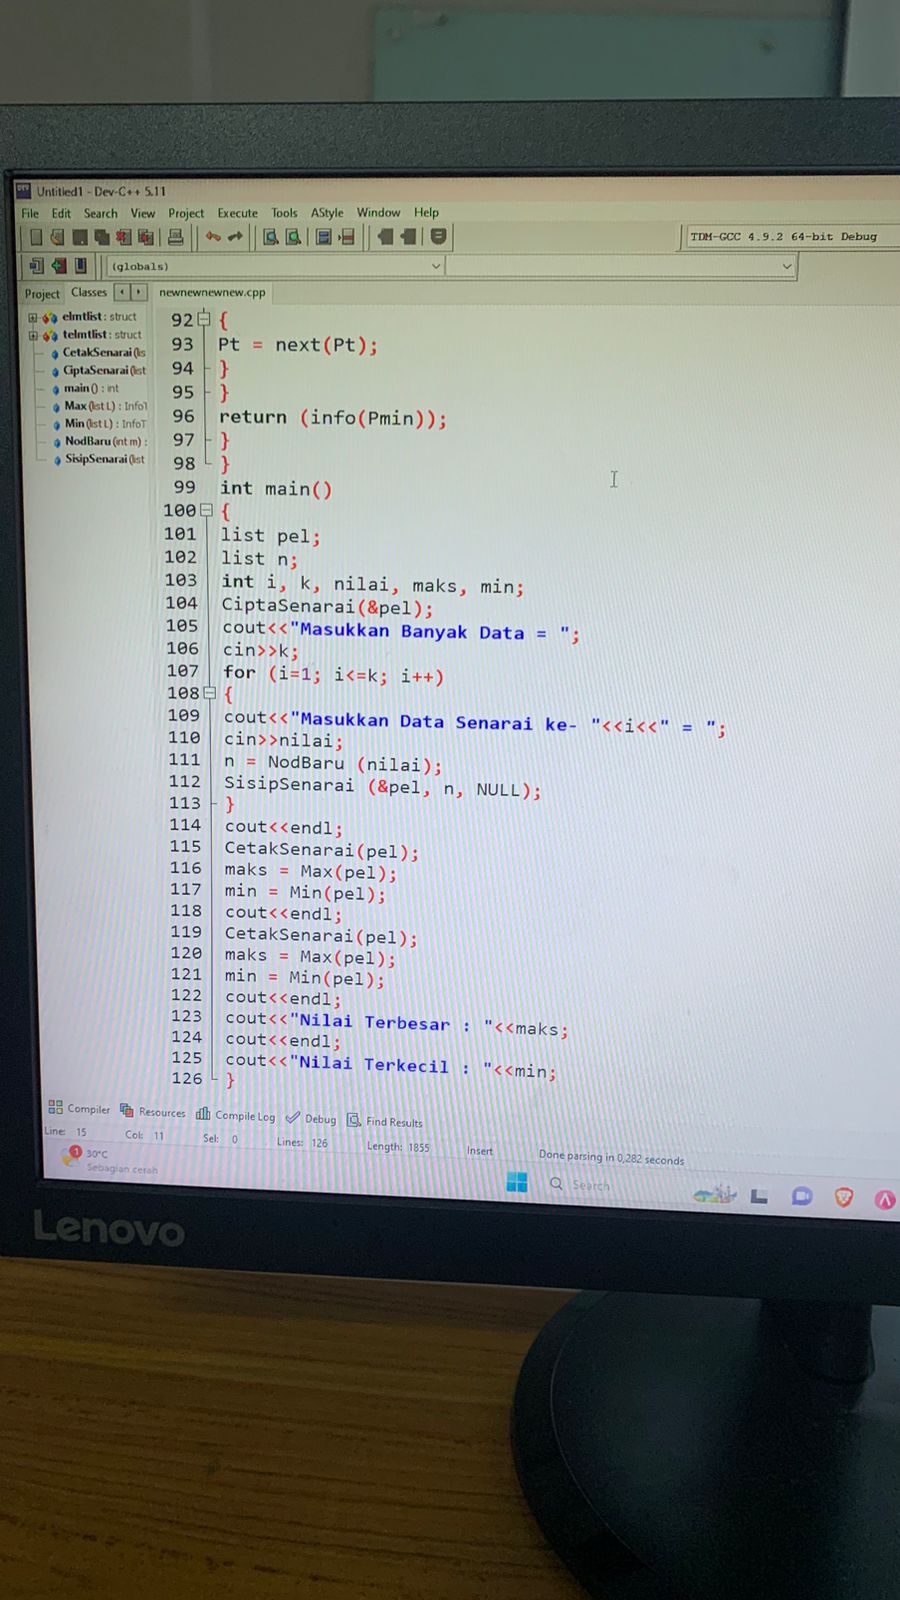 Untitled1 - Dev-C++ 5.11
File Edit Search View Project Execute Tools AStyle Window Help
TDM-GCC 4.9.2 64-bit Debug
(globals)
Project Classes
newnewnewnew.cpp
elmtlist : struct
telmtlist : struct
CetakSenarai (lis
CiptaSenarai (list
main () : int
Max (list L) : InfoT
Min (list L) : InfoT
NodBaru (int m) :
SisipSenarai (list
92 {
93 Pt = next(Pt);
94 }
95 }
96 return (info(Pmin));
97 }
98 }
99 int main()
100 {
101 list pel;
102 list n;
103 int i, k, nilai, maks, min;
104 CiptaSenarai(&pel);
105 cout<<"Masukkan Banyak Data = ";
106 cin>>k;
107 for (i=1; i<=k; i++)
108 {
109 cout<<"Masukkan Data Senarai ke- "<<i<<" = ";
110 cin>>nilai;
111 n = NodBaru (nilai);
112 SisipSenarai (&pel, n, NULL);
113 }
114 cout<<endl;
115 CetakSenarai(pel);
116 maks = Max(pel);
117 min = Min(pel);
118 cout<<endl;
119 CetakSenarai(pel);
120 maks = Max(pel);
121 min = Min(pel);
122 cout<<endl;
123 cout<<"Nilai Terbesar : "<<maks;
124 cout<<endl;
125 cout<<"Nilai Terkecil : "<<min;
126 }
Compiler Resources Compile Log Debug Find Results
Line: 15 Col: 11 Sel: 0 Lines: 126 Length: 1855 Insert Done parsing in 0,282 seconds
1
30°C
Sebagian cerah
Search
Lenovo